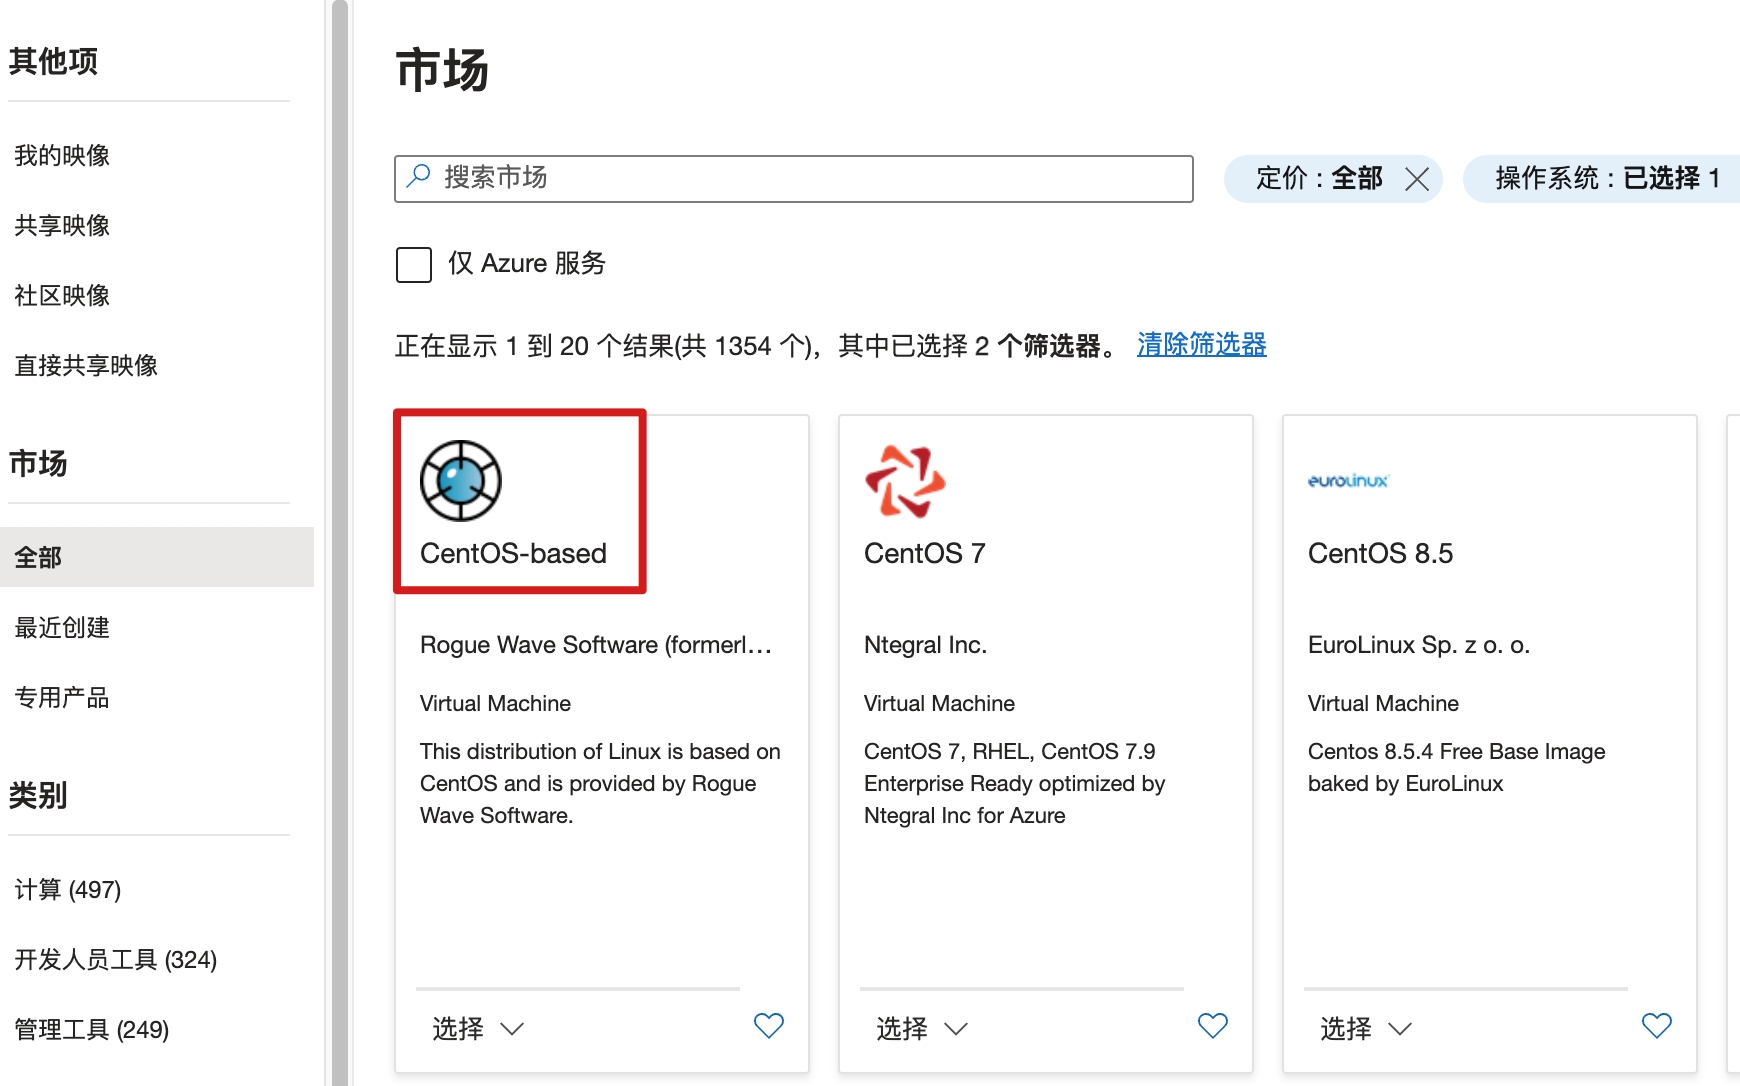 其他项
我的映像
共享映像
社区映像
直接共享映像
市场
全部
最近创建
专用产品
类别
计算 (497)
开发人员工具 (324)
管理工具 (249)
市场
搜索市场
定价 : 全部
操作系统 : 已选择 1
仅 Azure 服务
正在显示 1 到 20 个结果(共 1354 个)，其中已选择 2 个筛选器。 清除筛选器
CentOS-based
Rogue Wave Software (formerl...
Virtual Machine
This distribution of Linux is based on
CentOS and is provided by Rogue
Wave Software.
选择
CentOS 7
Ntegral Inc.
Virtual Machine
CentOS 7, RHEL, CentOS 7.9
Enterprise Ready optimized by
Ntegral Inc for Azure
选择
eurolinux
CentOS 8.5
EuroLinux Sp. z o. o.
Virtual Machine
Centos 8.5.4 Free Base Image
baked by EuroLinux
选择